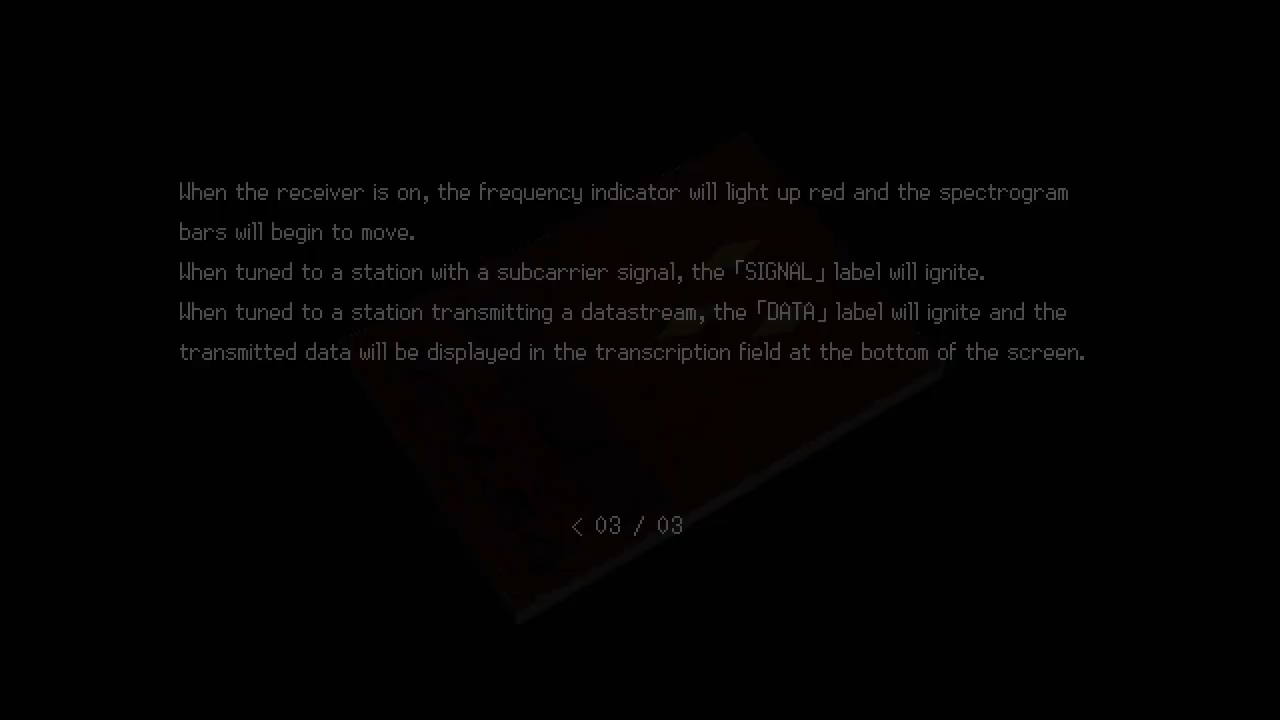 When the receiver is on, the frequency indicator will light up red and the spectrogram
bars will begin to move.
When tuned to a station with a subcarrier signal, the「SIGNAL」label will ignite.
When tuned to a station transmitting a datastream, the「DATA」label will ignite and the
transmitted data will be displayed in the transcription field at the bottom of the screen.
< 03 / 03